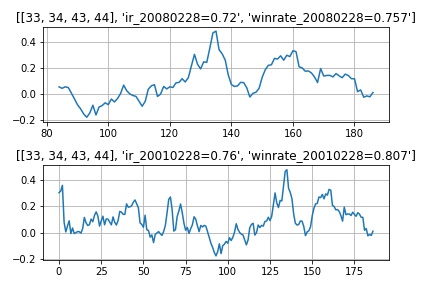 [[33, 34, 43, 44], 'ir_20080228=0.72', 'winrate_20080228=0.757']
0.4
0.2
0.0
−0.2
80 100 120 140 160 180
[[33, 34, 43, 44], 'ir_20010228=0.76', 'winrate_20010228=0.807']
0.4
0.2
0.0
−0.2
0 25 50 75 100 125 150 175